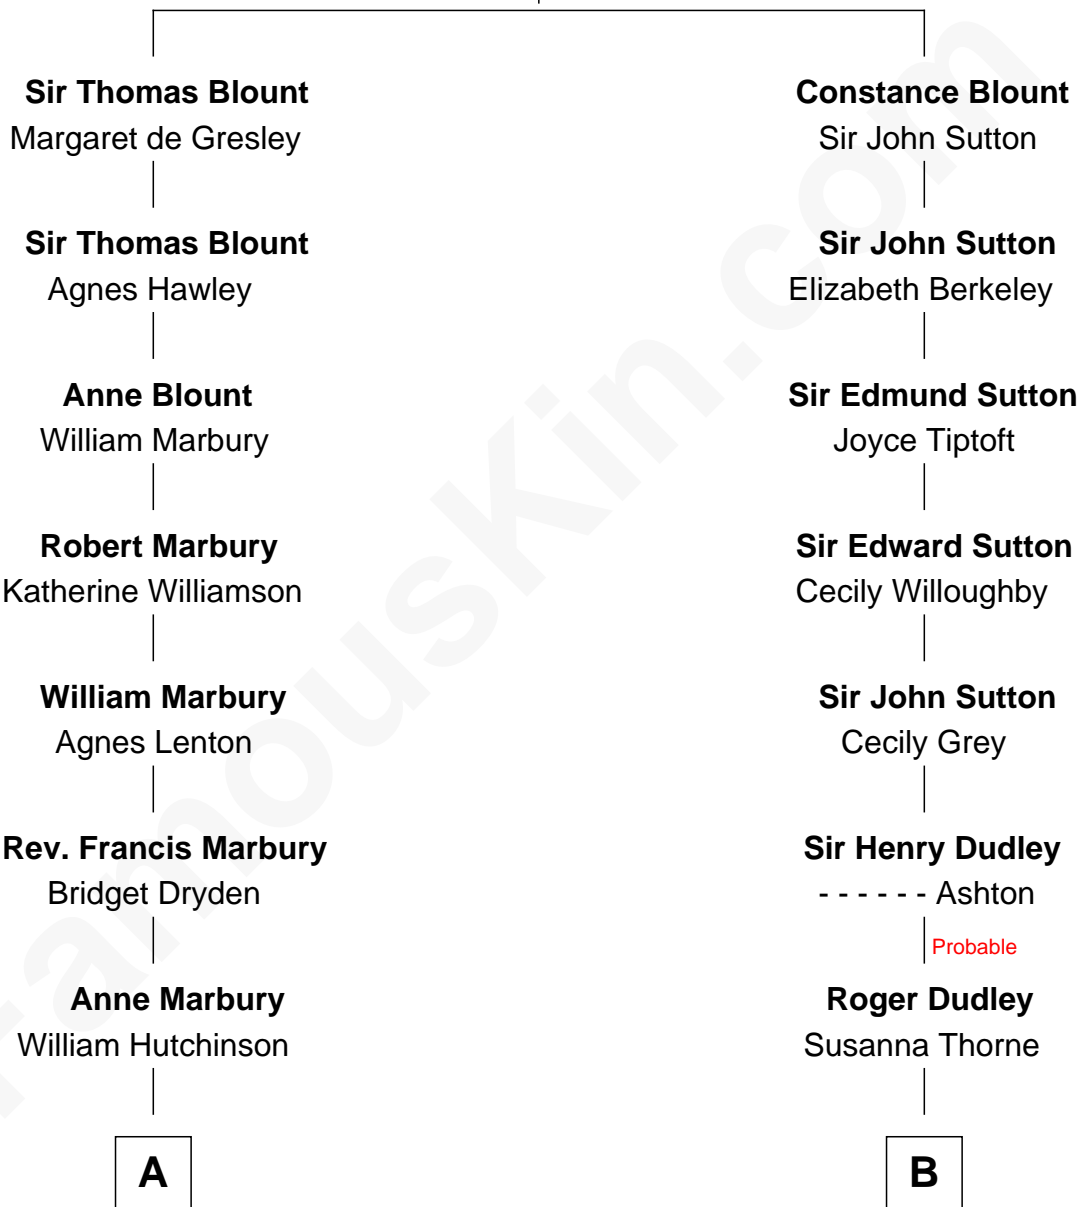 Sir Thomas Blount
Margaret de Gresley
Sir Thomas Blount
Agnes Hawley
Anne Blount
William Marbury
Robert Marbury
Katherine Williamson
William Marbury
Agnes Lenton
Rev. Francis Marbury
Bridget Dryden
Anne Marbury
William Hutchinson
A
Constance Blount
Sir John Sutton
Sir John Sutton
Elizabeth Berkeley
Sir Edmund Sutton
Joyce Tiptoft
Sir Edward Sutton
Cecily Willoughby
Sir John Sutton
Cecily Grey
Sir Henry Dudley
- - - - - - Ashton
Probable
Roger Dudley
Susanna Thorne
B
FamousKin.com